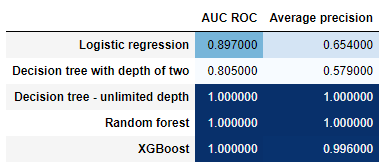 AUC ROC Average precision
Logistic regression 0.897000 0.654000
Decision tree with depth of two 0.805000 0.579000
Decision tree - unlimited depth 1.000000 1.000000
Random forest 1.000000 1.000000
XGBoost 1.000000 0.996000